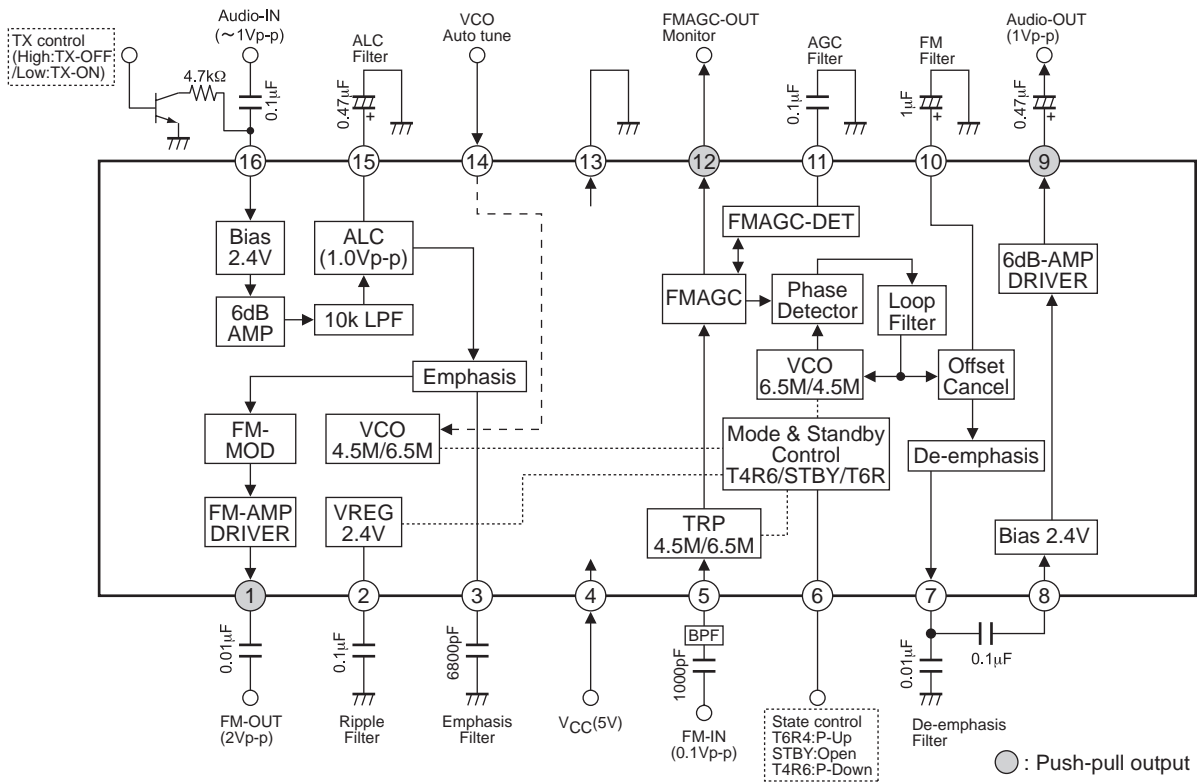 TX control
(High:TX-OFF
/Low:TX-ON)
4.7kΩ
Audio-IN
(~1Vp-p)
0.1μF
ALC
Filter
0.47μF
+
VCO
Auto tune
FMAGC-OUT
Monitor
AGC
Filter
0.1μF
FM
Filter
1μF
+
Audio-OUT
(1Vp-p)
0.47μF
+
16
15
14
13
12
11
10
9
Bias
2.4V
ALC
(1.0Vp-p)
6dB
AMP
10k LPF
Emphasis
FM-
MOD
VCO
4.5M/6.5M
FM-AMP
DRIVER
VREG
2.4V
FMAGC-DET
FMAGC
Phase
Detector
Loop
Filter
6dB-AMP
DRIVER
VCO
6.5M/4.5M
Offset
Cancel
Mode & Standby
Control
T4R6/STBY/T6R
De-emphasis
TRP
4.5M/6.5M
Bias 2.4V
1
2
3
4
5
6
7
8
0.01μF
FM-OUT
(2Vp-p)
0.1μF
Ripple
Filter
6800pF
Emphasis
Filter
VCC(5V)
BPF
1000pF
FM-IN
(0.1Vp-p)
State control
T6R4:P-Up
STBY:Open
T4R6:P-Down
0.01μF
0.1μF
De-emphasis
Filter
: Push-pull output